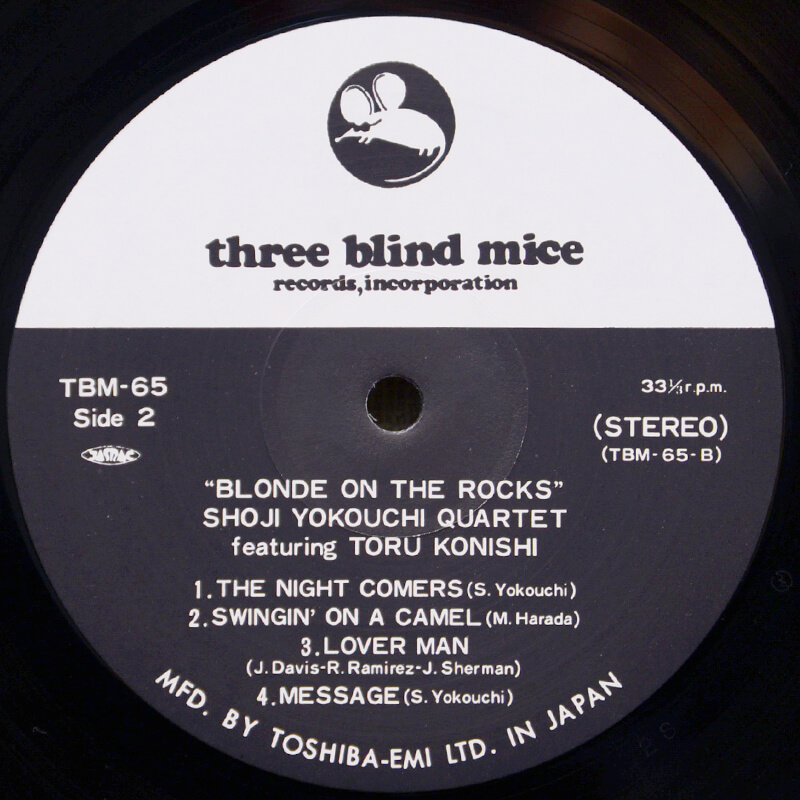 three blind mice
records, incorporation
TBM-65
Side 2
JASRAC
33⅓ r.p.m.
(STEREO)
(TBM-65-B)
“BLONDE ON THE ROCKS”
SHOJI YOKOUCHI QUARTET
featuring TORU KONISHI
1. THE NIGHT COMERS (S. Yokouchi)
2. SWINGIN’ ON A CAMEL (M. Harada)
3. LOVER MAN
(J. Davis-R. Ramirez-J. Sherman)
4. MESSAGE (S. Yokouchi)
MFD. BY TOSHIBA-EMI LTD. IN JAPAN